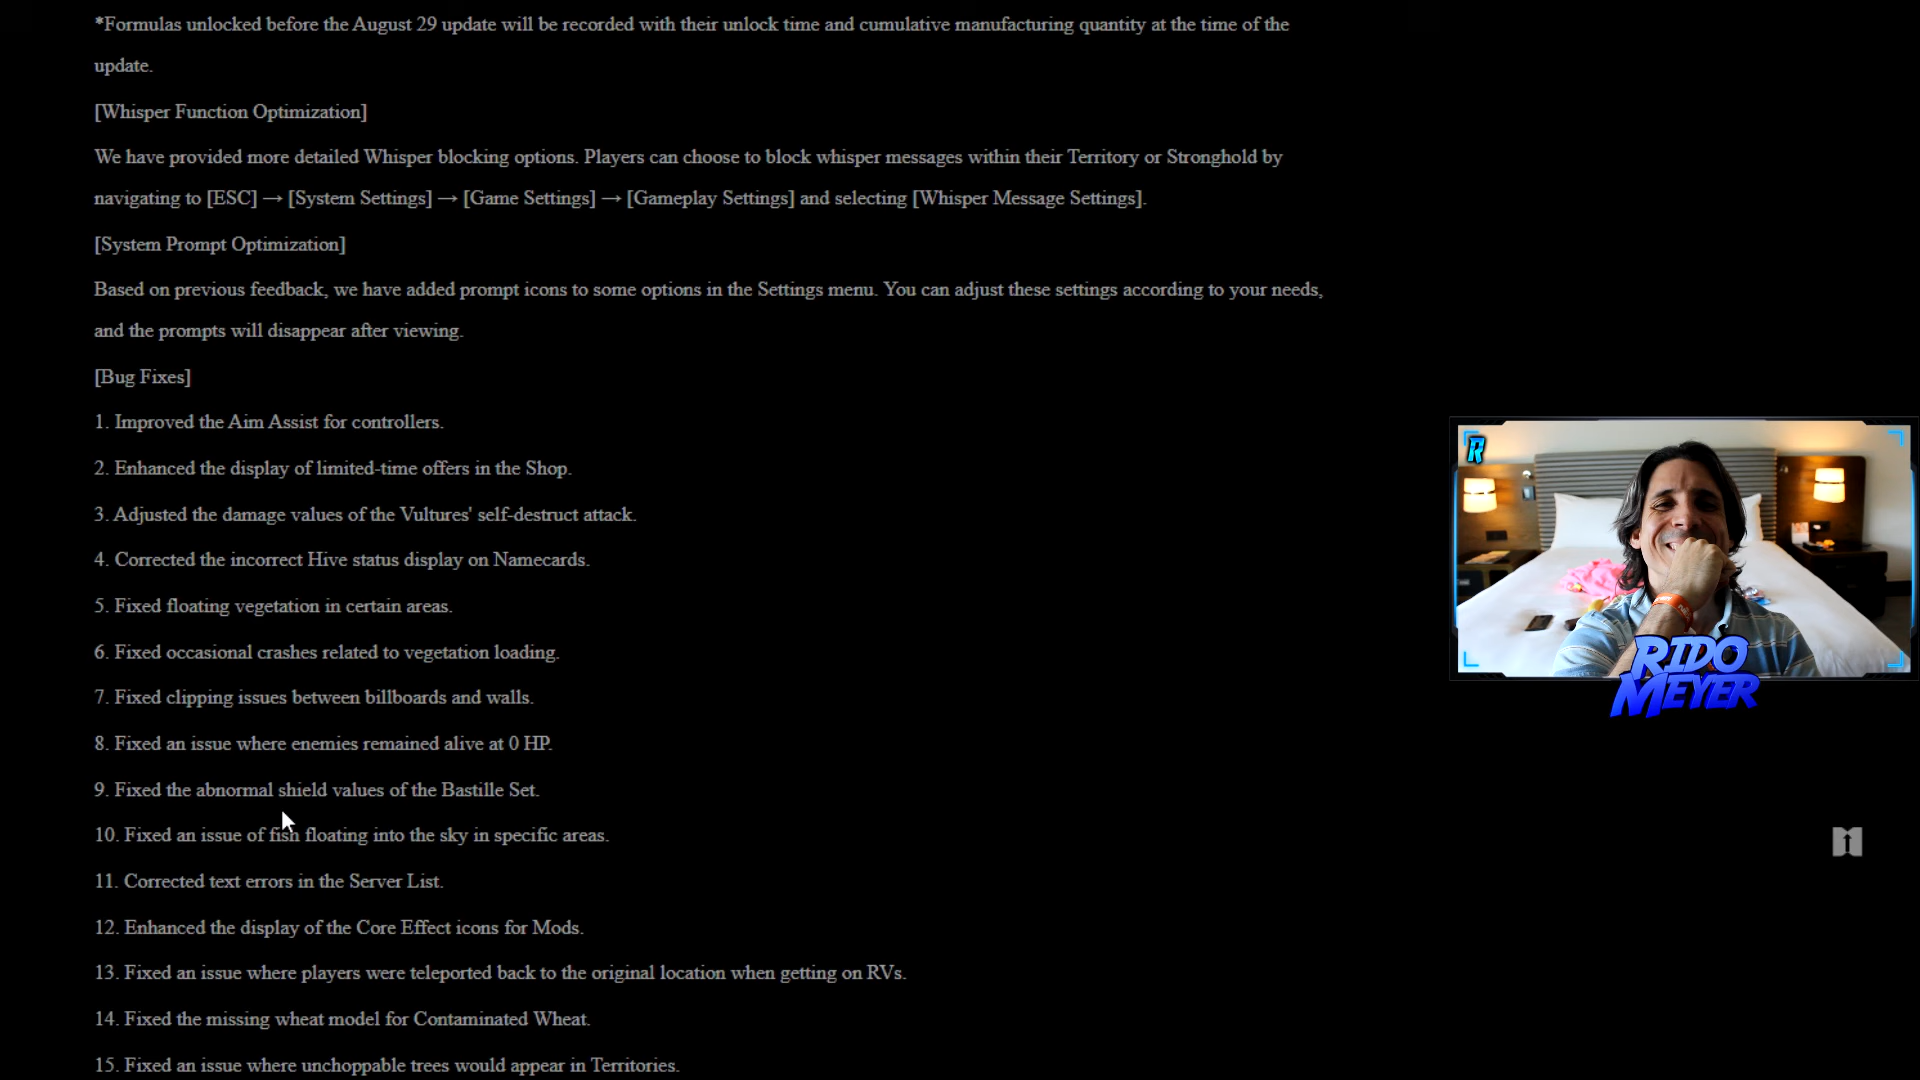 *Formulas unlocked before the August 29 update will be recorded with their unlock time and cumulative manufacturing quantity at the time of the
update.
[Whisper Function Optimization]
We have provided more detailed Whisper blocking options. Players can choose to block whisper messages within their Territory or Stronghold by
navigating to [ESC] → [System Settings] → [Game Settings] → [Gameplay Settings] and selecting [Whisper Message Settings].
[System Prompt Optimization]
Based on previous feedback, we have added prompt icons to some options in the Settings menu. You can adjust these settings according to your needs,
and the prompts will disappear after viewing.
[Bug Fixes]
1. Improved the Aim Assist for controllers.
2. Enhanced the display of limited-time offers in the Shop.
3. Adjusted the damage values of the Vultures' self-destruct attack.
4. Corrected the incorrect Hive status display on Namecards.
5. Fixed floating vegetation in certain areas.
6. Fixed occasional crashes related to vegetation loading.
7. Fixed clipping issues between billboards and walls.
8. Fixed an issue where enemies remained alive at 0 HP.
9. Fixed the abnormal shield values of the Bastille Set.
10. Fixed an issue of fish floating into the sky in specific areas.
11. Corrected text errors in the Server List.
12. Enhanced the display of the Core Effect icons for Mods.
13. Fixed an issue where players were teleported back to the original location when getting on RVs.
14. Fixed the missing wheat model for Contaminated Wheat.
15. Fixed an issue where unchoppable trees would appear in Territories.
R
RIDO
MEYER